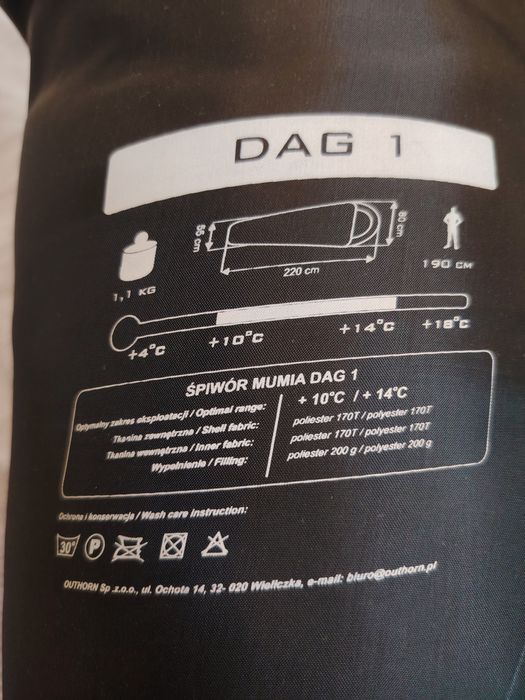 DAG 1
55 cm
80 cm
220 cm
1,1 KG
190 CM
+4°C +10°C +14°C +18°C
ŚPIWÓR MUMIA DAG 1
Optymalny zakres eksploatacji / Optimal range: + 10°C / + 14°C
Tkanina zewnętrzna / Shell fabric: poliester 170T / polyester 170T
Tkanina wewnętrzna / Inner fabric: poliester 170T / polyester 170T
Wypełnienie / Filling: poliester 200 g / polyester 200 g
Ochrona i konserwacja / Wash care instruction:
30° P
OUTHORN Sp .z.o.o., ul. Ochota 14, 32- 020 Wieliczka, e-mail: biuro@outhorn.pl